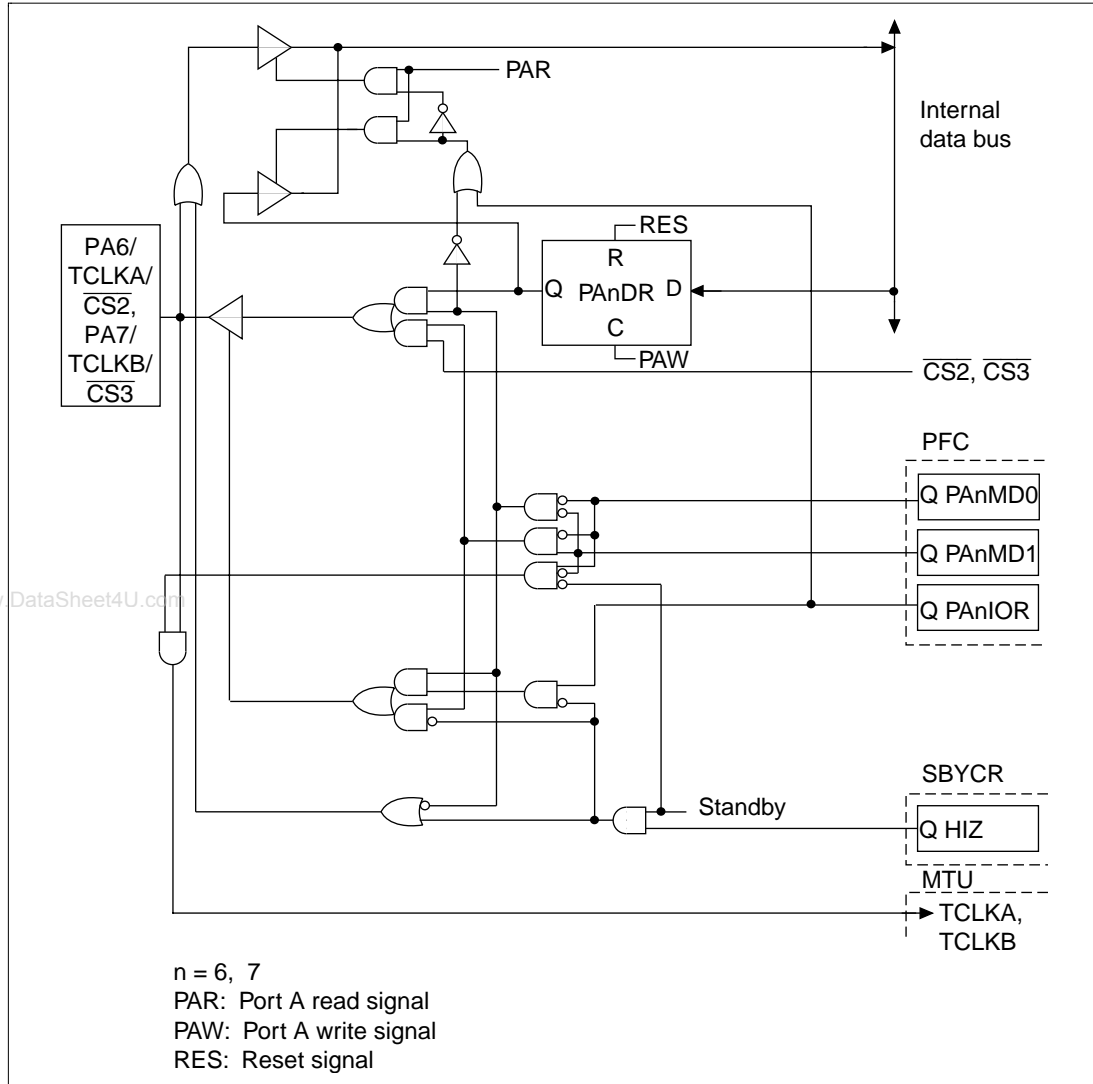 PAR
Internal
data bus
RES
PA6/
TCLKA/
CS2,
PA7/
TCLKB/
CS3
R
Q PAnDR D
C
PAW
CS2, CS3
PFC
Q PAnMD0
Q PAnMD1
Q PAnIOR
w.DataSheet4U.com
SBYCR
Standby
Q HIZ
MTU
TCLKA,
TCLKB
n = 6, 7
PAR: Port A read signal
PAW: Port A write signal
RES: Reset signal